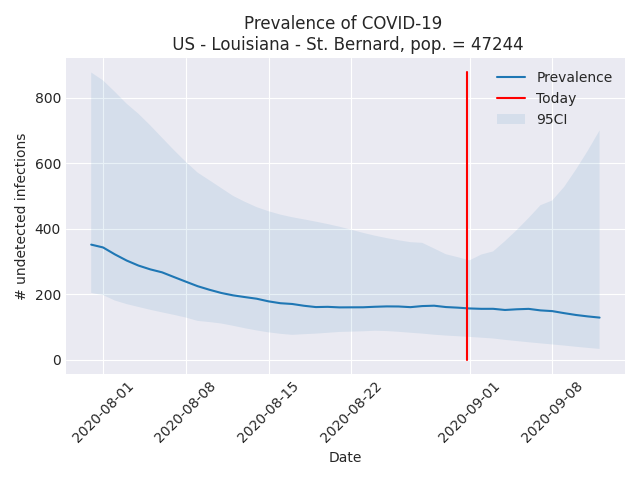 Prevalence of COVID-19
US - Louisiana - St. Bernard, pop. = 47244
Prevalence
Today
95CI
800
600
400
200
0
# undetected infections
2020-08-01
2020-08-08
2020-08-15
2020-08-22
2020-09-01
2020-09-08
Date